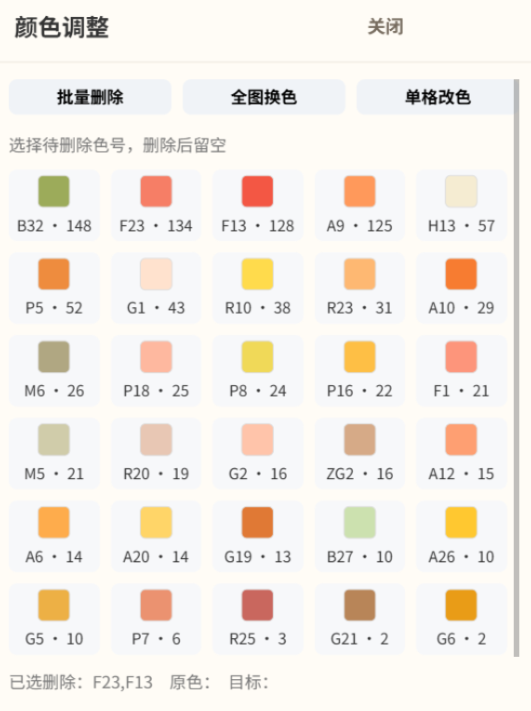 颜色调整 关闭
批量删除 全图换色 单格改色
选择待删除色号，删除后留空
B32 • 148 F23 • 134 F13 • 128 A9 • 125 H13 • 57
P5 • 52 G1 • 43 R10 • 38 R23 • 31 A10 • 29
M6 • 26 P18 • 25 P8 • 24 P16 • 22 F1 • 21
M5 • 21 R20 • 19 G2 • 16 ZG2 • 16 A12 • 15
A6 • 14 A20 • 14 G19 • 13 B27 • 10 A26 • 10
G5 • 10 P7 • 6 R25 • 3 G21 • 2 G6 • 2
已选删除：F23,F13 原色： 目标：